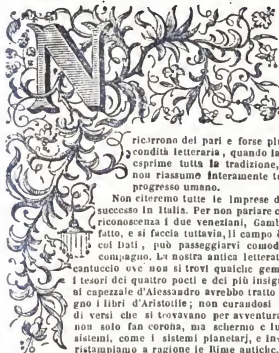 N
ricorrono del pari e forse più
condità letteraria, quando la
esprime tutta la tradizione,
non riassume interamente tu
progresso umano.
Non citeremo tutte le imprese d
successo in Italia. Per non parlare c
riconoscenza i due veneziani, Gamb
fatto, e si faccia tuttavia, il campo è
col Dati, può passeggiarvi comod
compagno. La nostra antica letterat
cantuccio ove non si trovi qualche gem
i tesori dei quattro poeti e dei più insig
si capezzale d'Alessandro avrebbe tratto
gno i libri d'Aristotile; non curandosi
di versi che si trovavano per avventura
non solo fan corona, ma schermo e lu
sistemi, come i sistemi planetarj, e inv
ristampiamo a ragione le Rime antiche,